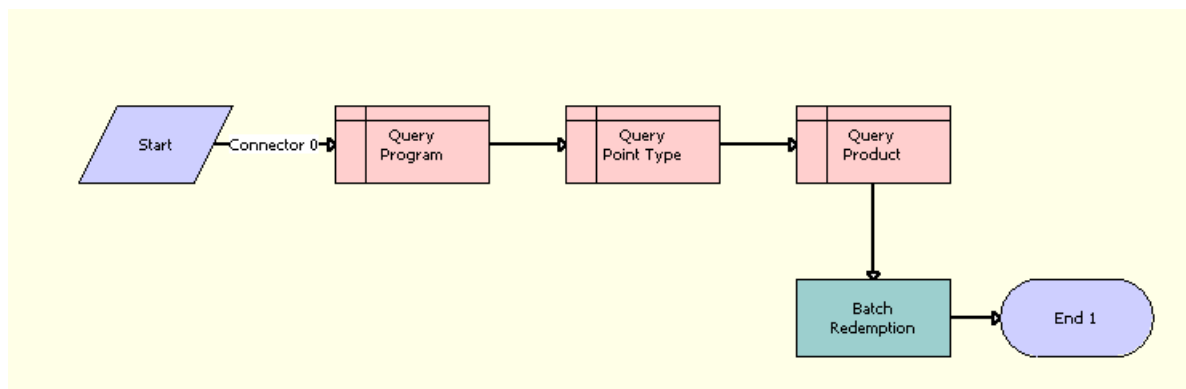 Start
Connector 0
Query
Program
Query
Point Type
Query
Product
Batch
Redemption
End 1